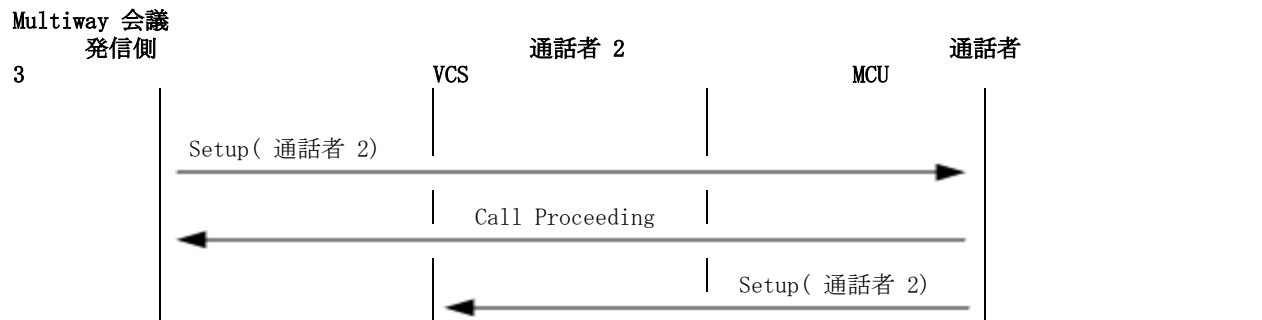 Multiway 会議
発信側 通話者 2 通話者
3 VCS MCU
Setup( 通話者 2)
Call Proceeding
Setup( 通話者 2)